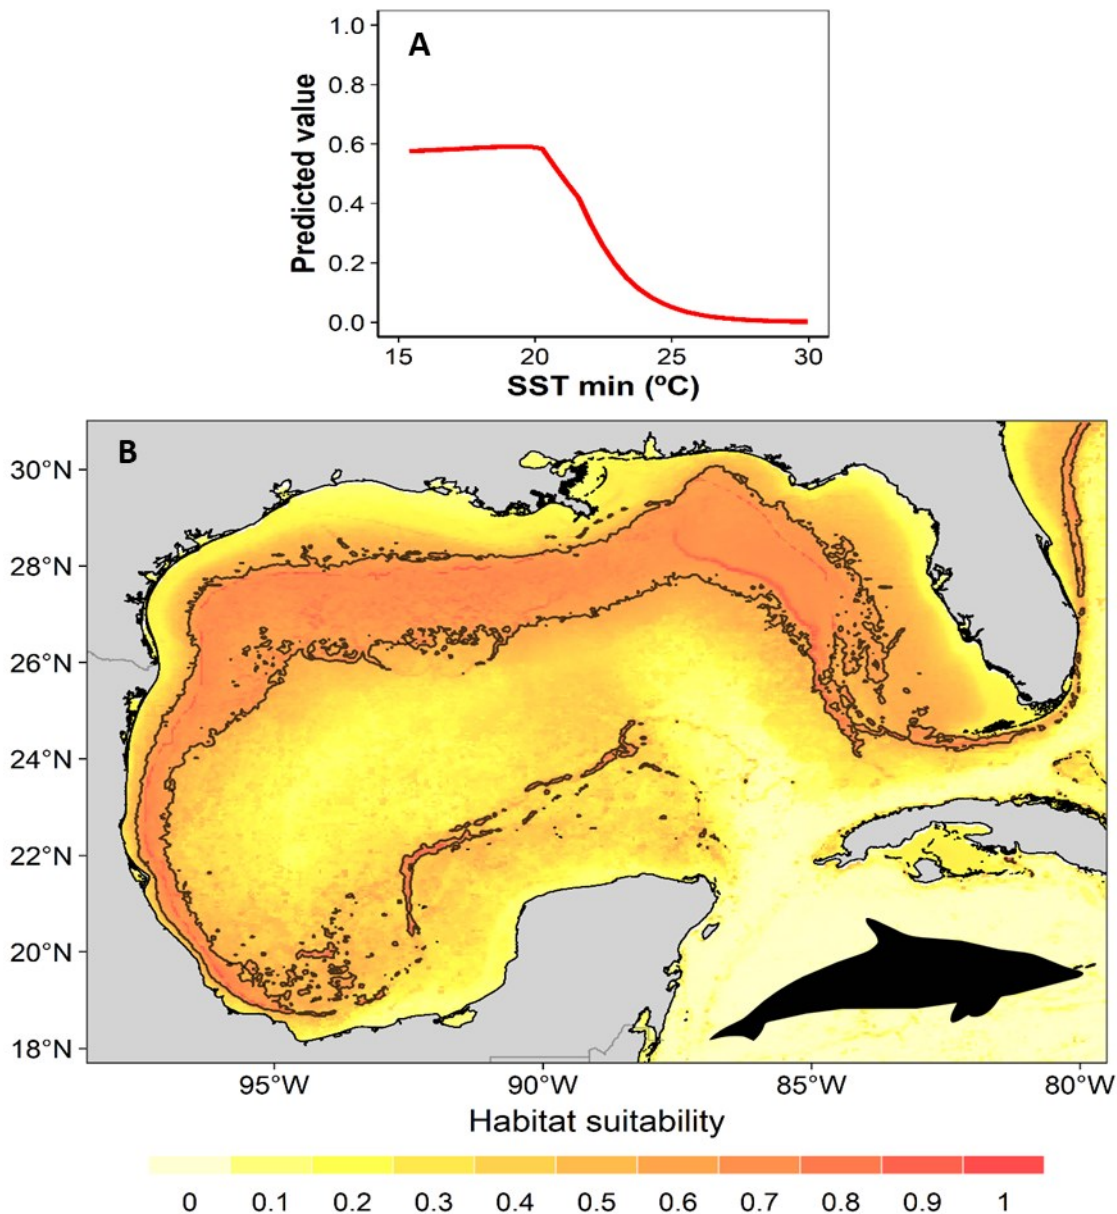 A
1.0
0.8
0.6
0.4
0.2
0.0
Predicted value
15 20 25 30
SST min (ºC)
B
30°N
28°N
26°N
24°N
22°N
20°N
18°N
95°W 90°W 85°W 80°W
Habitat suitability
0 0.1 0.2 0.3 0.4 0.5 0.6 0.7 0.8 0.9 1